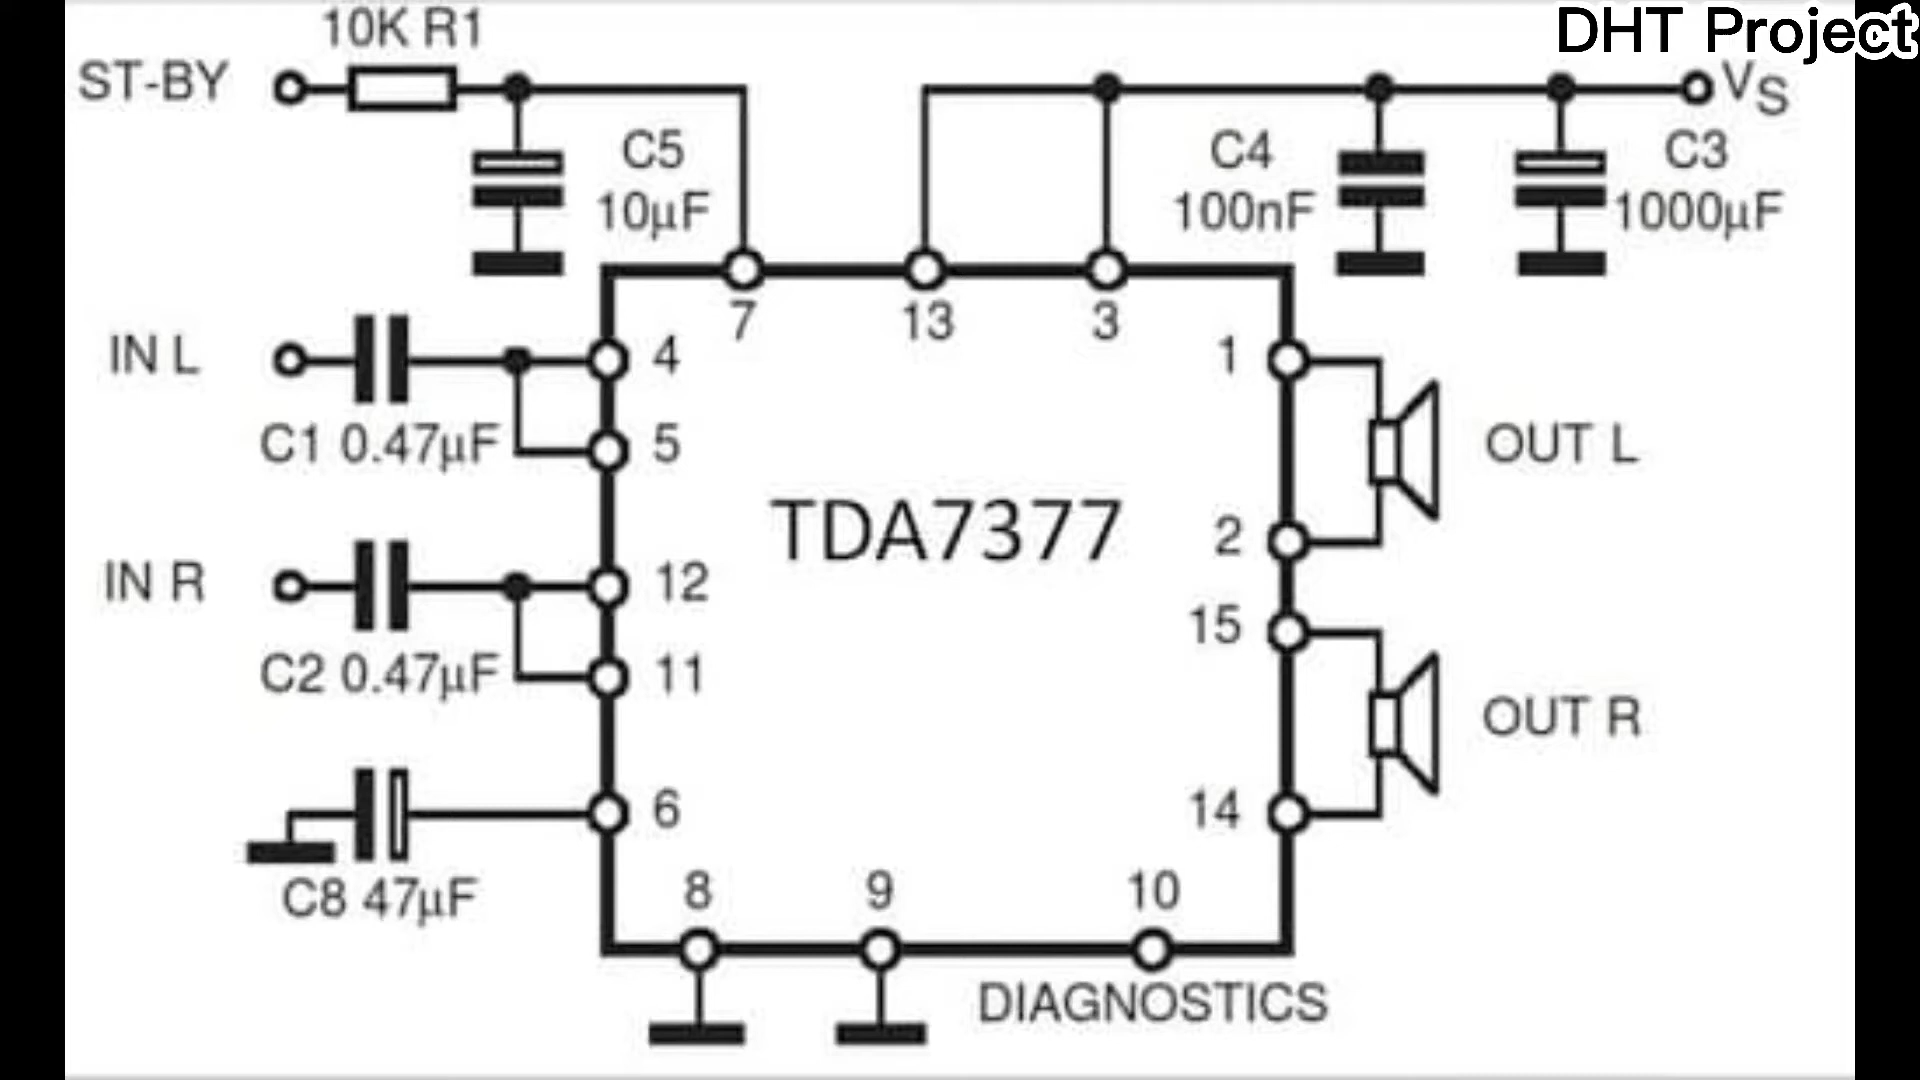 DHT Project
10K R1
ST-BY
VS
C5
10µF
C4
100nF
C3
1000µF
7
13
3
IN L
4
1
C1 0.47µF
5
OUT L
TDA7377
2
IN R
12
15
C2 0.47µF
11
OUT R
6
14
C8 47µF
8
9
10
DIAGNOSTICS